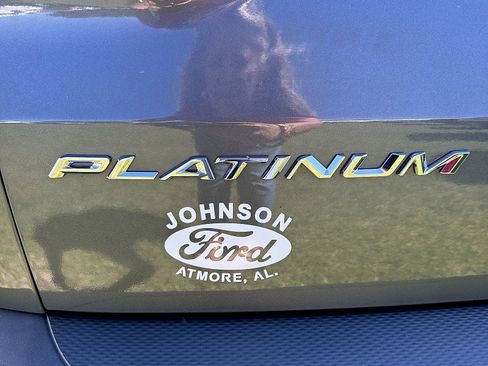 PLATINUM
JOHNSON
Ford
ATMORE, AL.